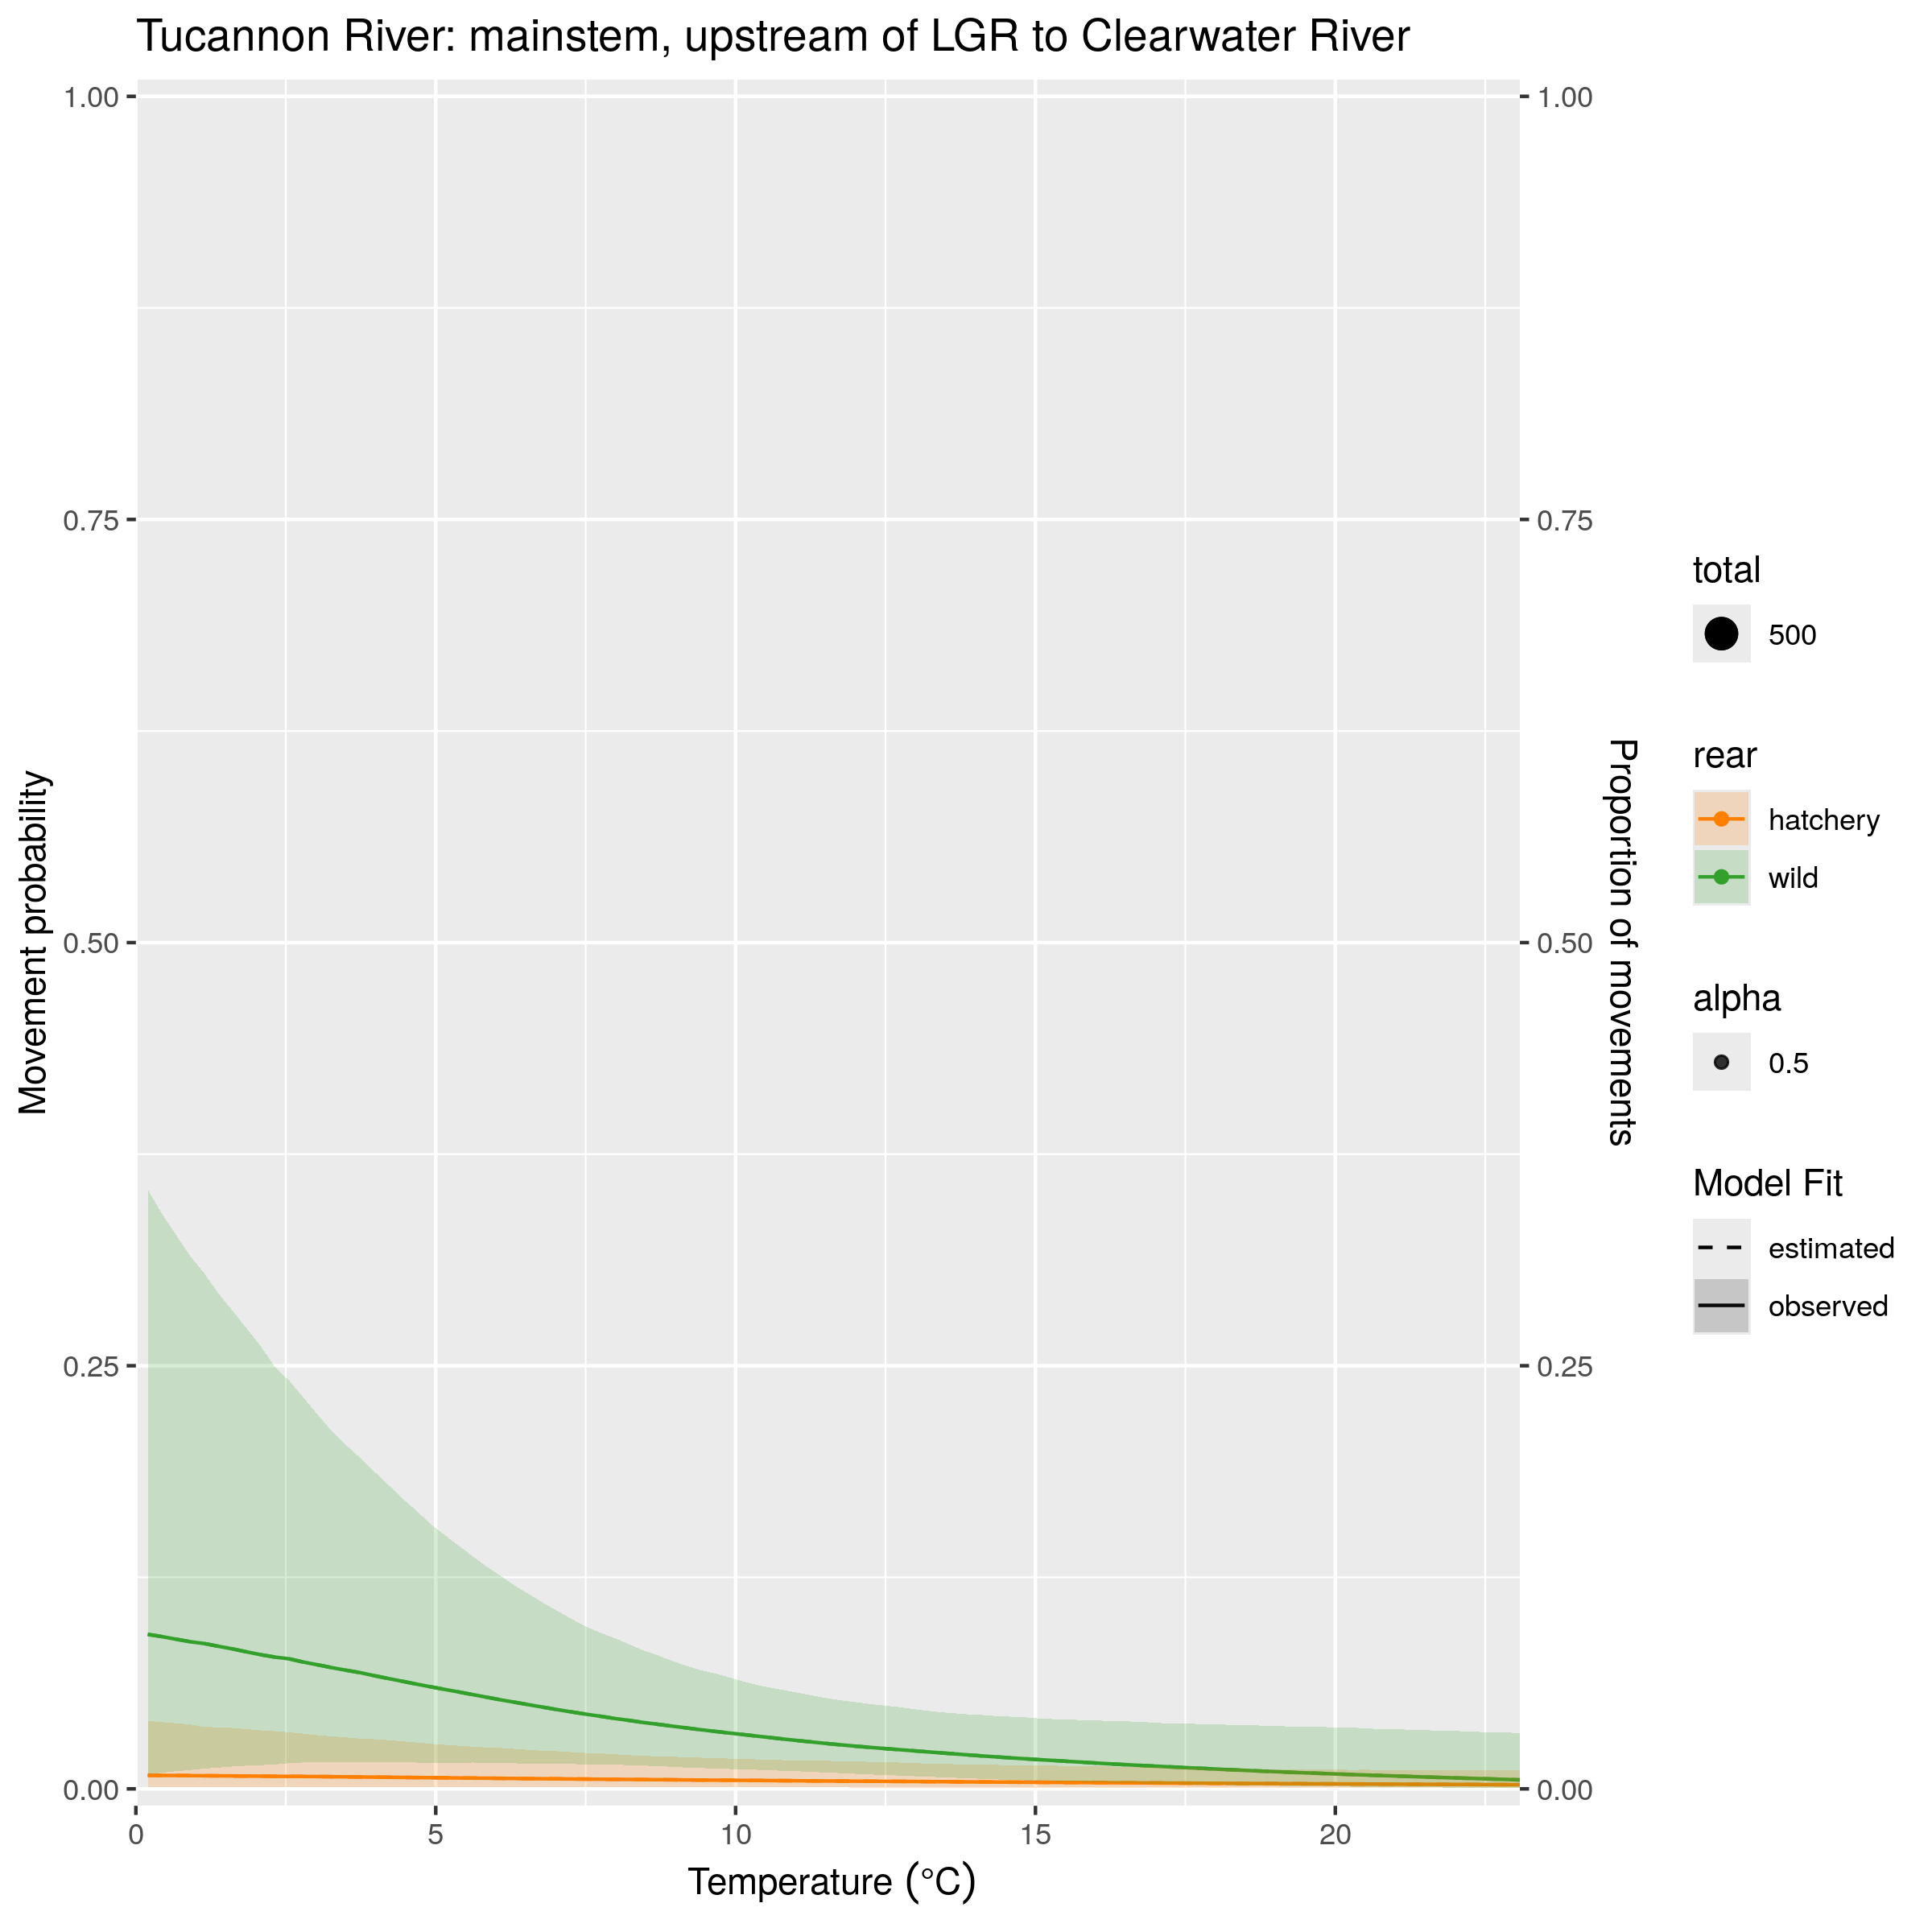 Tucannon River: mainstem, upstream of LGR to Clearwater River
Movement probability
1.00
0.75
0.50
0.25
0.00
0
5
10
15
20
Temperature (°C)
1.00
0.75
0.50
0.25
0.00
Proportion of movements
total
500
rear
hatchery
wild
alpha
0.5
Model Fit
estimated
observed